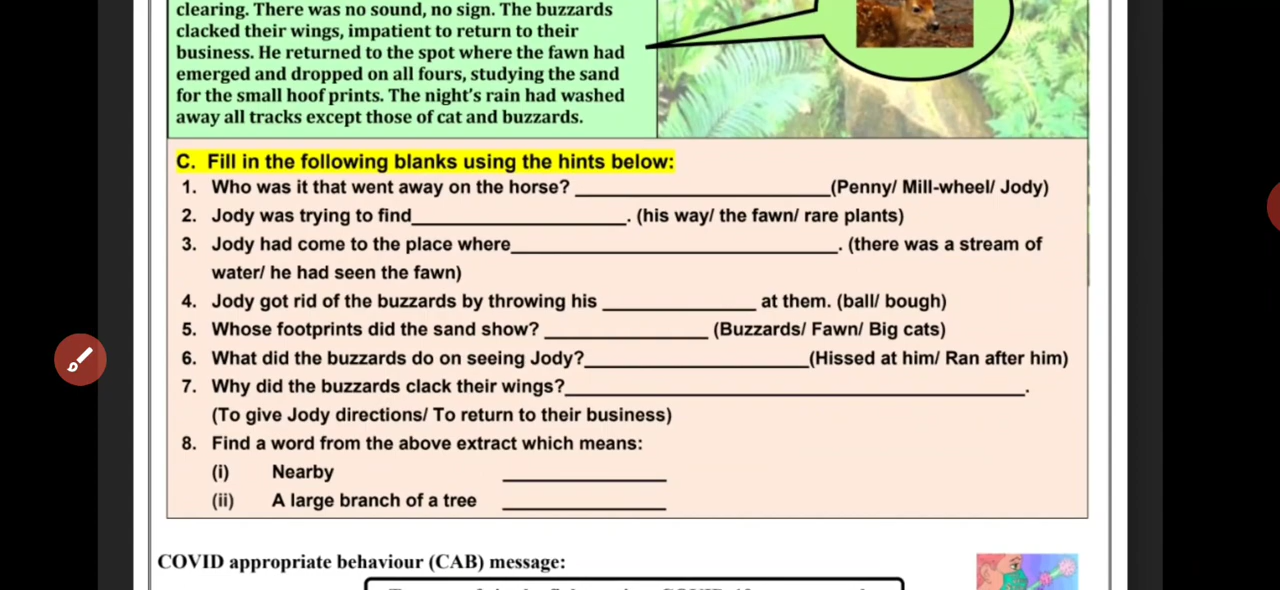 clearing. There was no sound, no sign. The buzzards
clacked their wings, impatient to return to their
business. He returned to the spot where the fawn had
emerged and dropped on all fours, studying the sand
for the small hoof prints. The night's rain had washed
away all tracks except those of cat and buzzards.
C. Fill in the following blanks using the hints below:
1. Who was it that went away on the horse? ______________________(Penny/ Mill-wheel/ Jody)
2. Jody was trying to find__________________. (his way/ the fawn/ rare plants)
3. Jody had come to the place where____________________________. (there was a stream of
water/ he had seen the fawn)
4. Jody got rid of the buzzards by throwing his _____________ at them. (ball/ bough)
5. Whose footprints did the sand show? ______________ (Buzzards/ Fawn/ Big cats)
6. What did the buzzards do on seeing Jody?___________________(Hissed at him/ Ran after him)
7. Why did the buzzards clack their wings?_______________________________________.
(To give Jody directions/ To return to their business)
8. Find a word from the above extract which means:
(i) Nearby ______________
(ii) A large branch of a tree ______________
COVID appropriate behaviour (CAB) message: